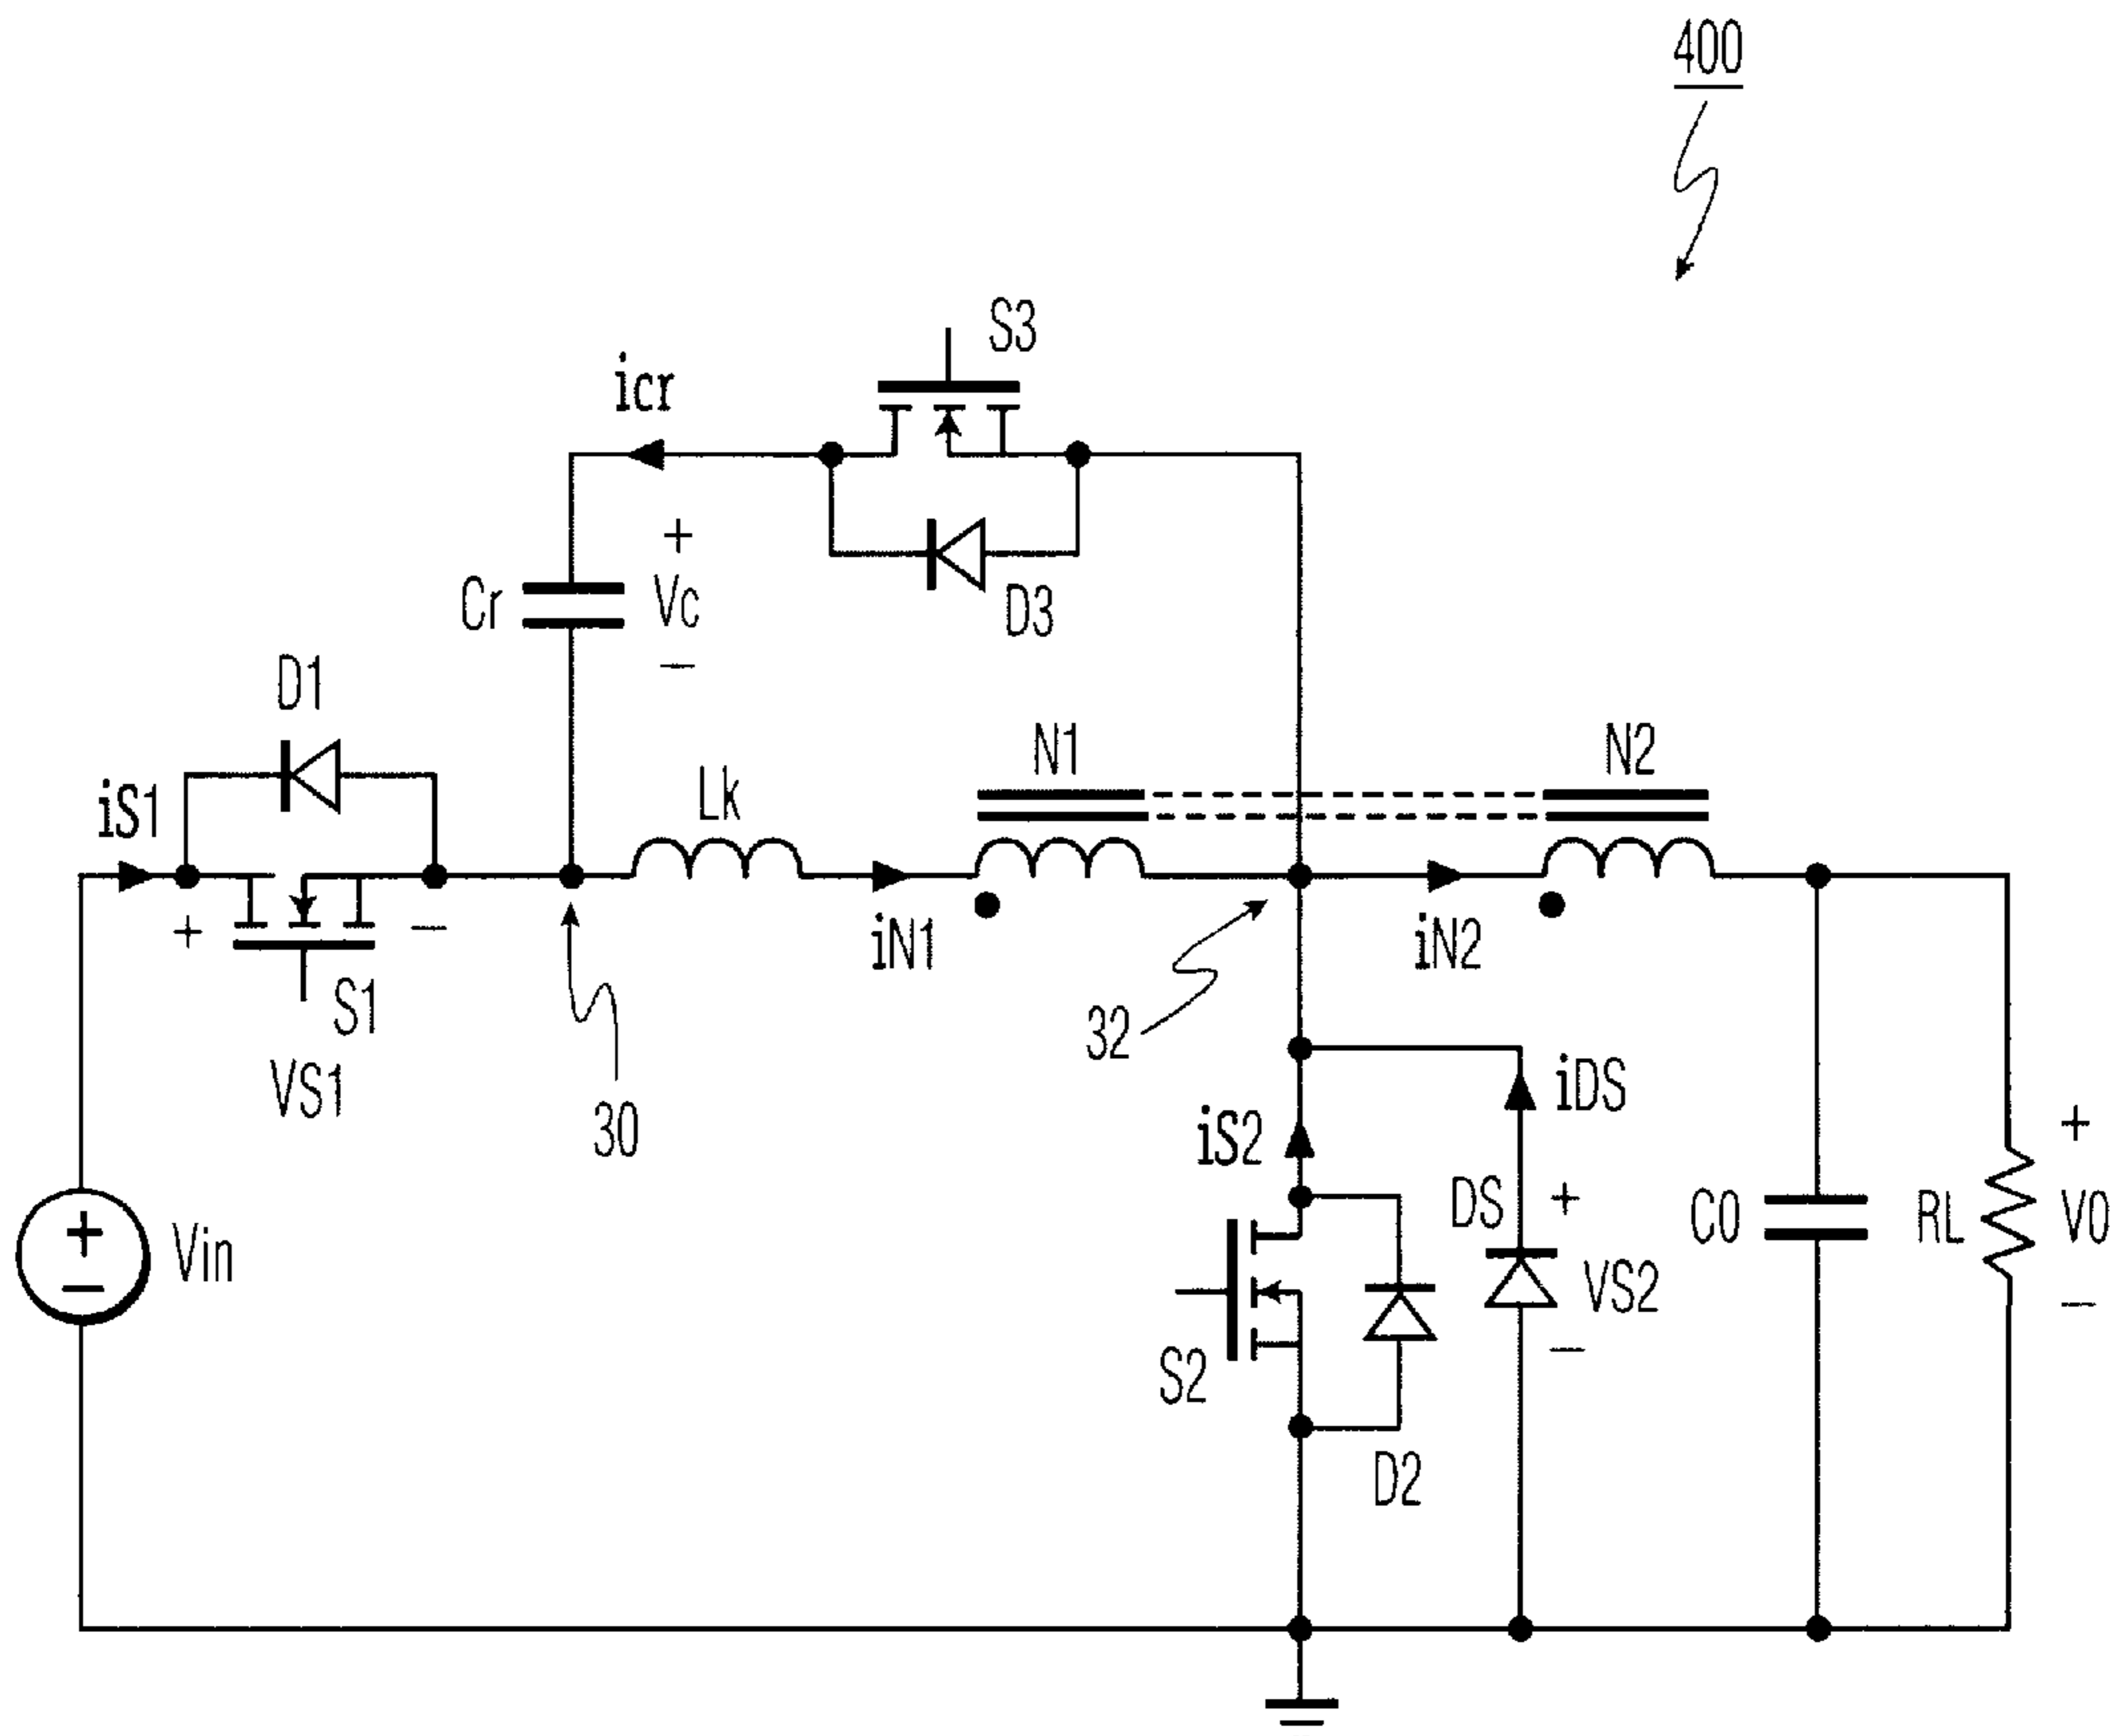 400
S3
icr
+
Vc
−
Cr
D3
D1
N1
N2
Lk
iS1
+
−
iN1
iN2
S1
VS1
30
32
iDS
iS2
DS
+
VS2
−
C0
RL
+
V0
−
+
−
Vin
S2
D2